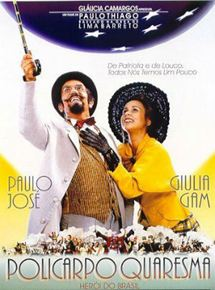 GLÁUCIA CAMARGOS
PAULO THIAGO
LIMA BARRETO
De Patriota e de Louco,
Todos Nós Temos Um Pouco
PAULO
JOSÉ
GIULIA
GAM
POLICARPO QUARESMA
HERÓI DO BRASIL